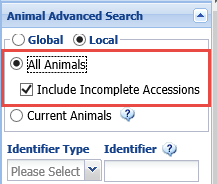 Animal Advanced Search
Global Local
All Animals
Include Incomplete Accessions
Current Animals ?
Identifier Type Identifier
Please Select